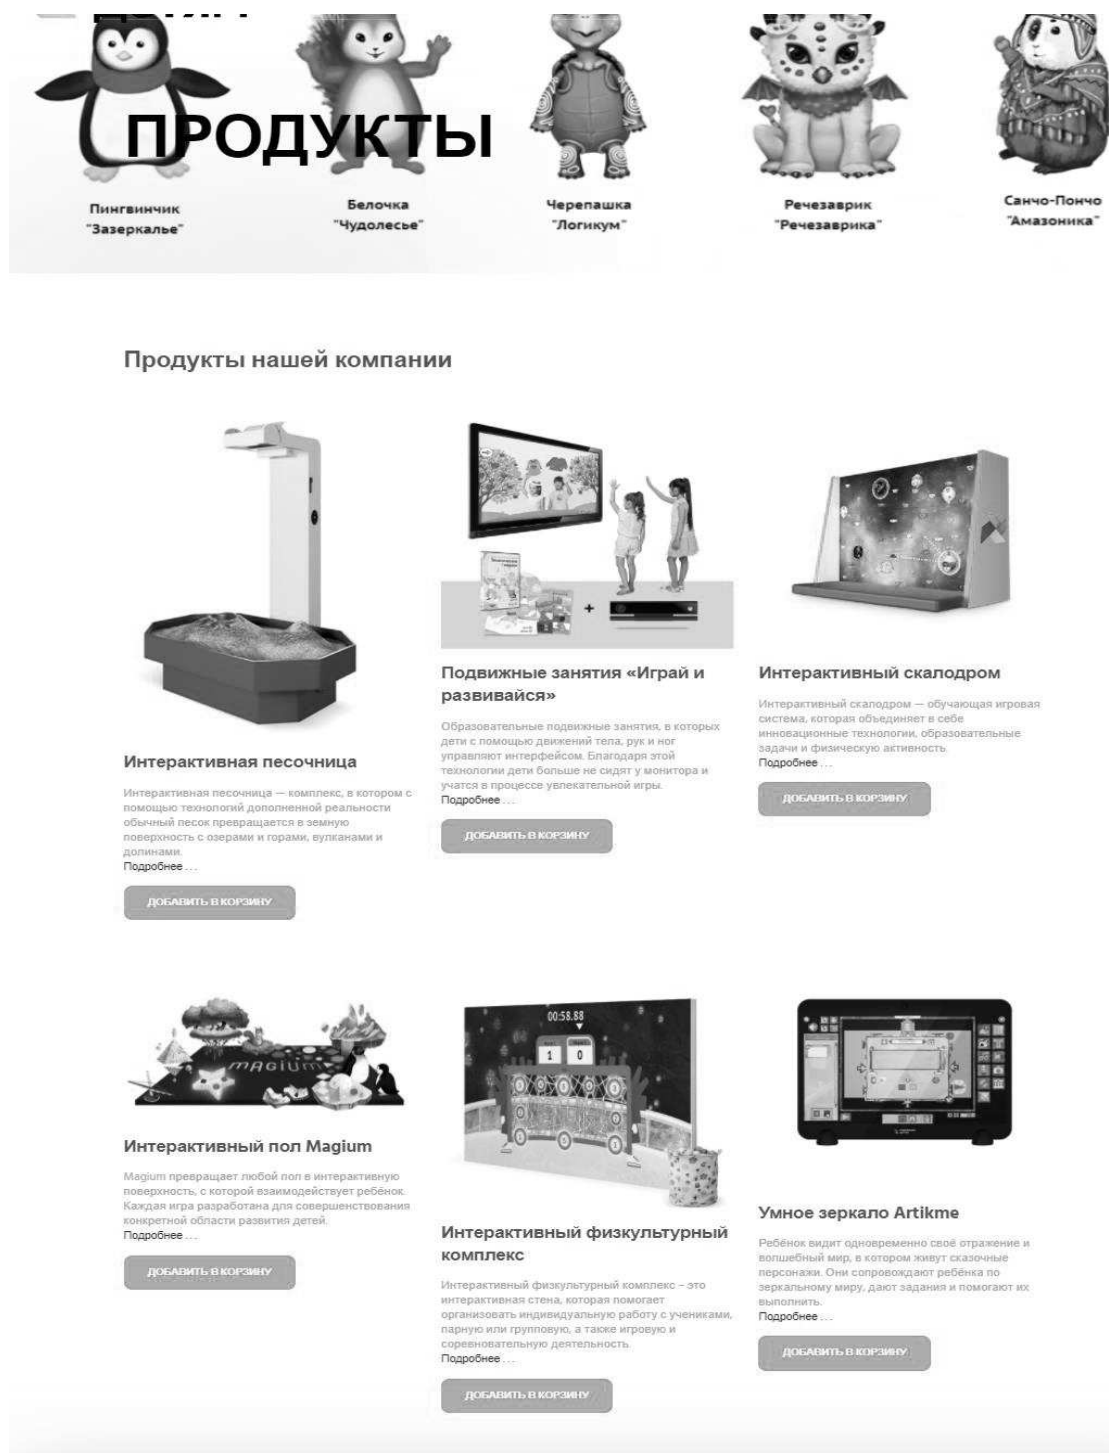 ПРОДУКТЫ
Пингвинчик
"Зазеркалье"
Белочка
"Чудолесье"
Черепашка
"Логикум"
Речезаврик
"Речезаврика"
Санчо-Пончо
"Амазоника"
Продукты нашей компании
Интерактивная песочница
Интерактивная песочница — комплекс, в котором с
помощью технологий дополненной реальности
обычный песок превращается в земную
поверхность с озерами и горами, вулканами и
долинами.
Подробнее . . .
ДОБАВИТЬ В КОРЗИНУ
+
Подвижные занятия «Играй и
развивайся»
Образовательные подвижные занятия, в которых
дети с помощью движений тела, рук и ног
управляют интерфейсом. Благодаря этой
технологии дети больше не сидят у монитора и
учатся в процессе увлекательной игры.
Подробнее . . .
ДОБАВИТЬ В КОРЗИНУ
Интерактивный скалодром
Интерактивный скалодром — обучающая игровая
система, которая объединяет в себе
инновационные технологии, образовательные
задачи и физическую активность.
Подробнее . . .
ДОБАВИТЬ В КОРЗИНУ
MAGIUM
Интерактивный пол Magium
Magium превращает любой пол в интерактивную
поверхность, с которой взаимодействует ребёнок.
Каждая игра разработана для совершенствования
конкретной области развития детей.
Подробнее . . .
ДОБАВИТЬ В КОРЗИНУ
00:58.88
1 0
Интерактивный физкультурный
комплекс
Интерактивный физкультурный комплекс – это
интерактивная стена, которая помогает
организовать индивидуальную работу с учениками,
парную или групповую, а также игровую и
соревновательную деятельность.
Подробнее . . .
ДОБАВИТЬ В КОРЗИНУ
Умное зеркало Artikme
Ребёнок видит одновременно своё отражение и
волшебный мир, в котором живут сказочные
персонажи. Они сопровождают ребёнка по
зеркальному миру, дают задания и помогают их
выполнить.
Подробнее . . .
ДОБАВИТЬ В КОРЗИНУ